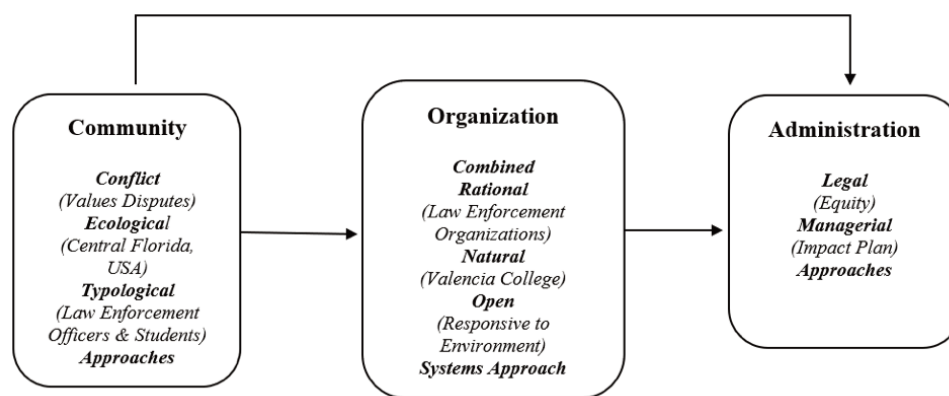 Community
Conflict
(Values Disputes)
Ecological
(Central Florida,
USA)
Typological
(Law Enforcement
Officers & Students)
Approaches
Organization
Combined
Rational
(Law Enforcement
Organizations)
Natural
(Valencia College)
Open
(Responsive to
Environment)
Systems Approach
Administration
Legal
(Equity)
Managerial
(Impact Plan)
Approaches